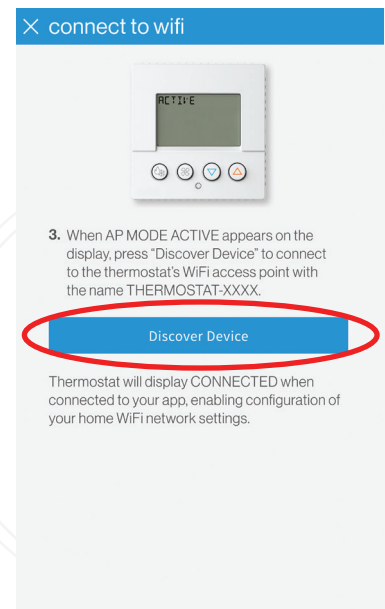 connect to wifi
ACTIVE
3. When AP MODE ACTIVE appears on the
display, press “Discover Device” to connect
to the thermostat’s WiFi access point with
the name THERMOSTAT-XXXX.
Discover Device
Thermostat will display CONNECTED when
connected to your app, enabling configuration of
your home WiFi network settings.